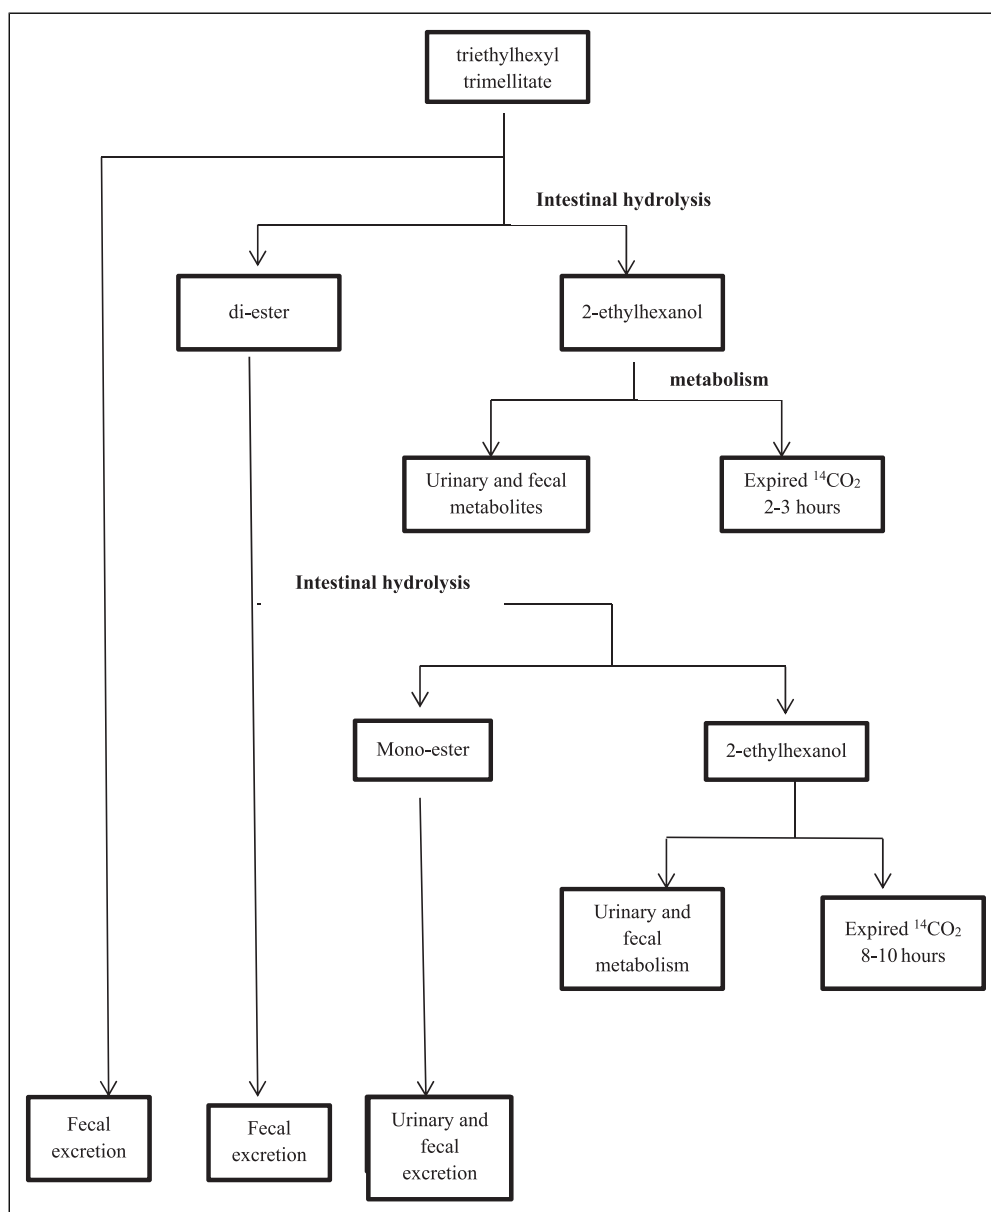 triethylhexyl
trimellitate
Intestinal hydrolysis
di-ester
2-ethylhexanol
metabolism
Urinary and fecal
metabolites
Expired ¹⁴CO₂
2-3 hours
Intestinal hydrolysis
Mono-ester
2-ethylhexanol
Urinary and
fecal
metabolism
Expired ¹⁴CO₂
8-10 hours
Fecal
excretion
Fecal
excretion
Urinary and
fecal
excretion